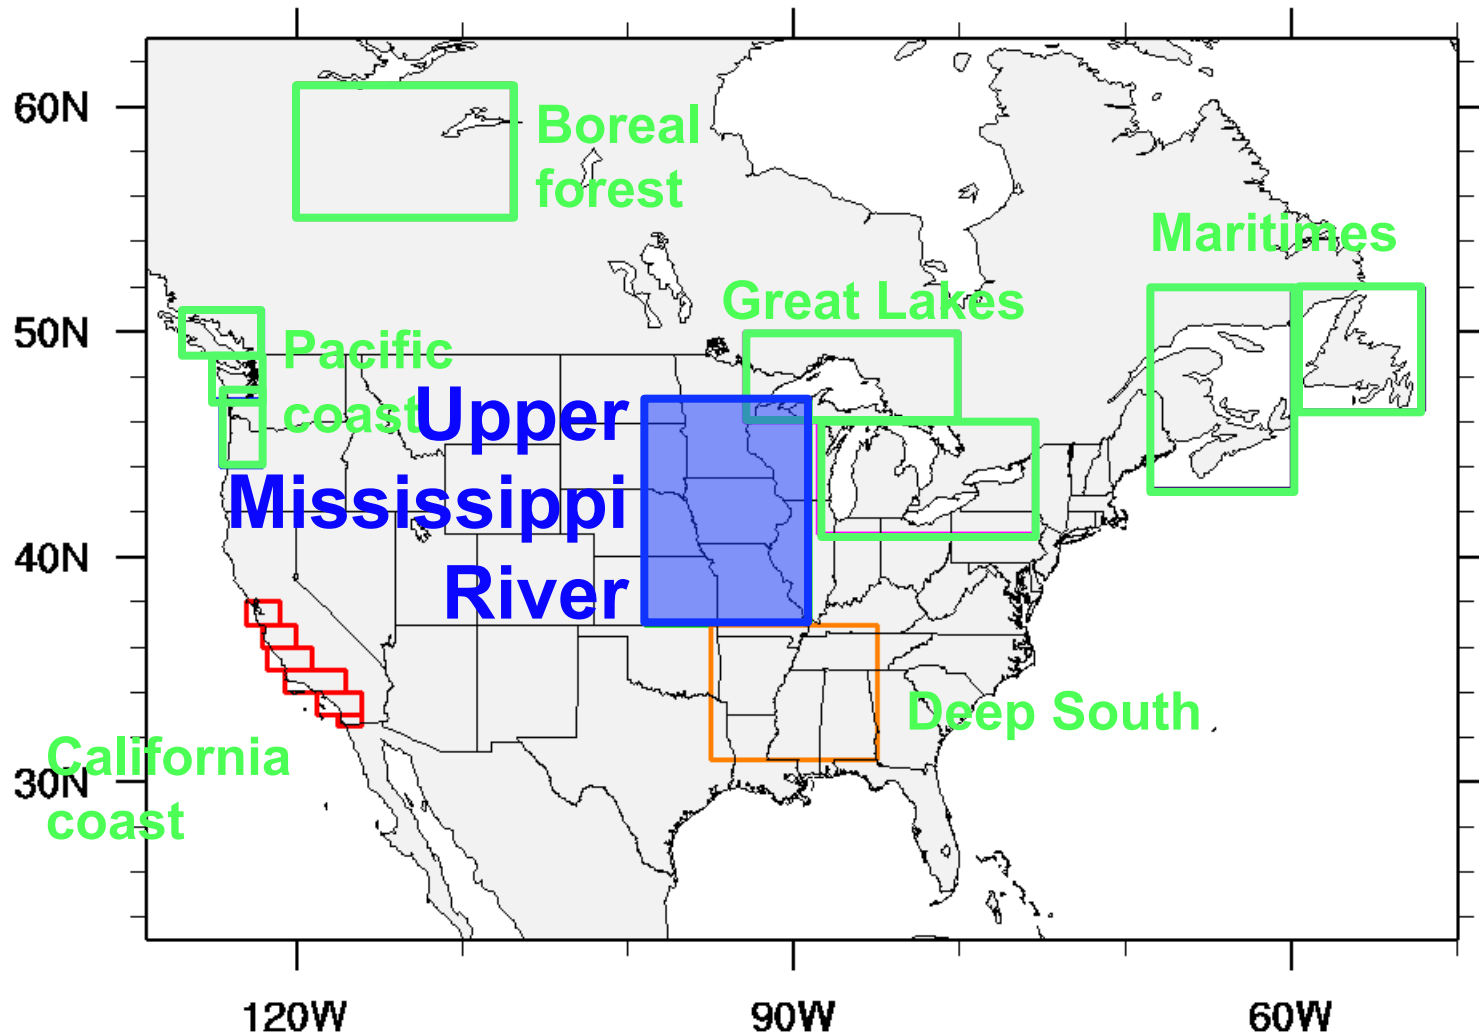 60N
Boreal
forest
Maritimes
Great Lakes
50N
Pacific
coast
Upper
Mississippi
River
40N
Deep South
California
coast
30N
120W
90W
60W